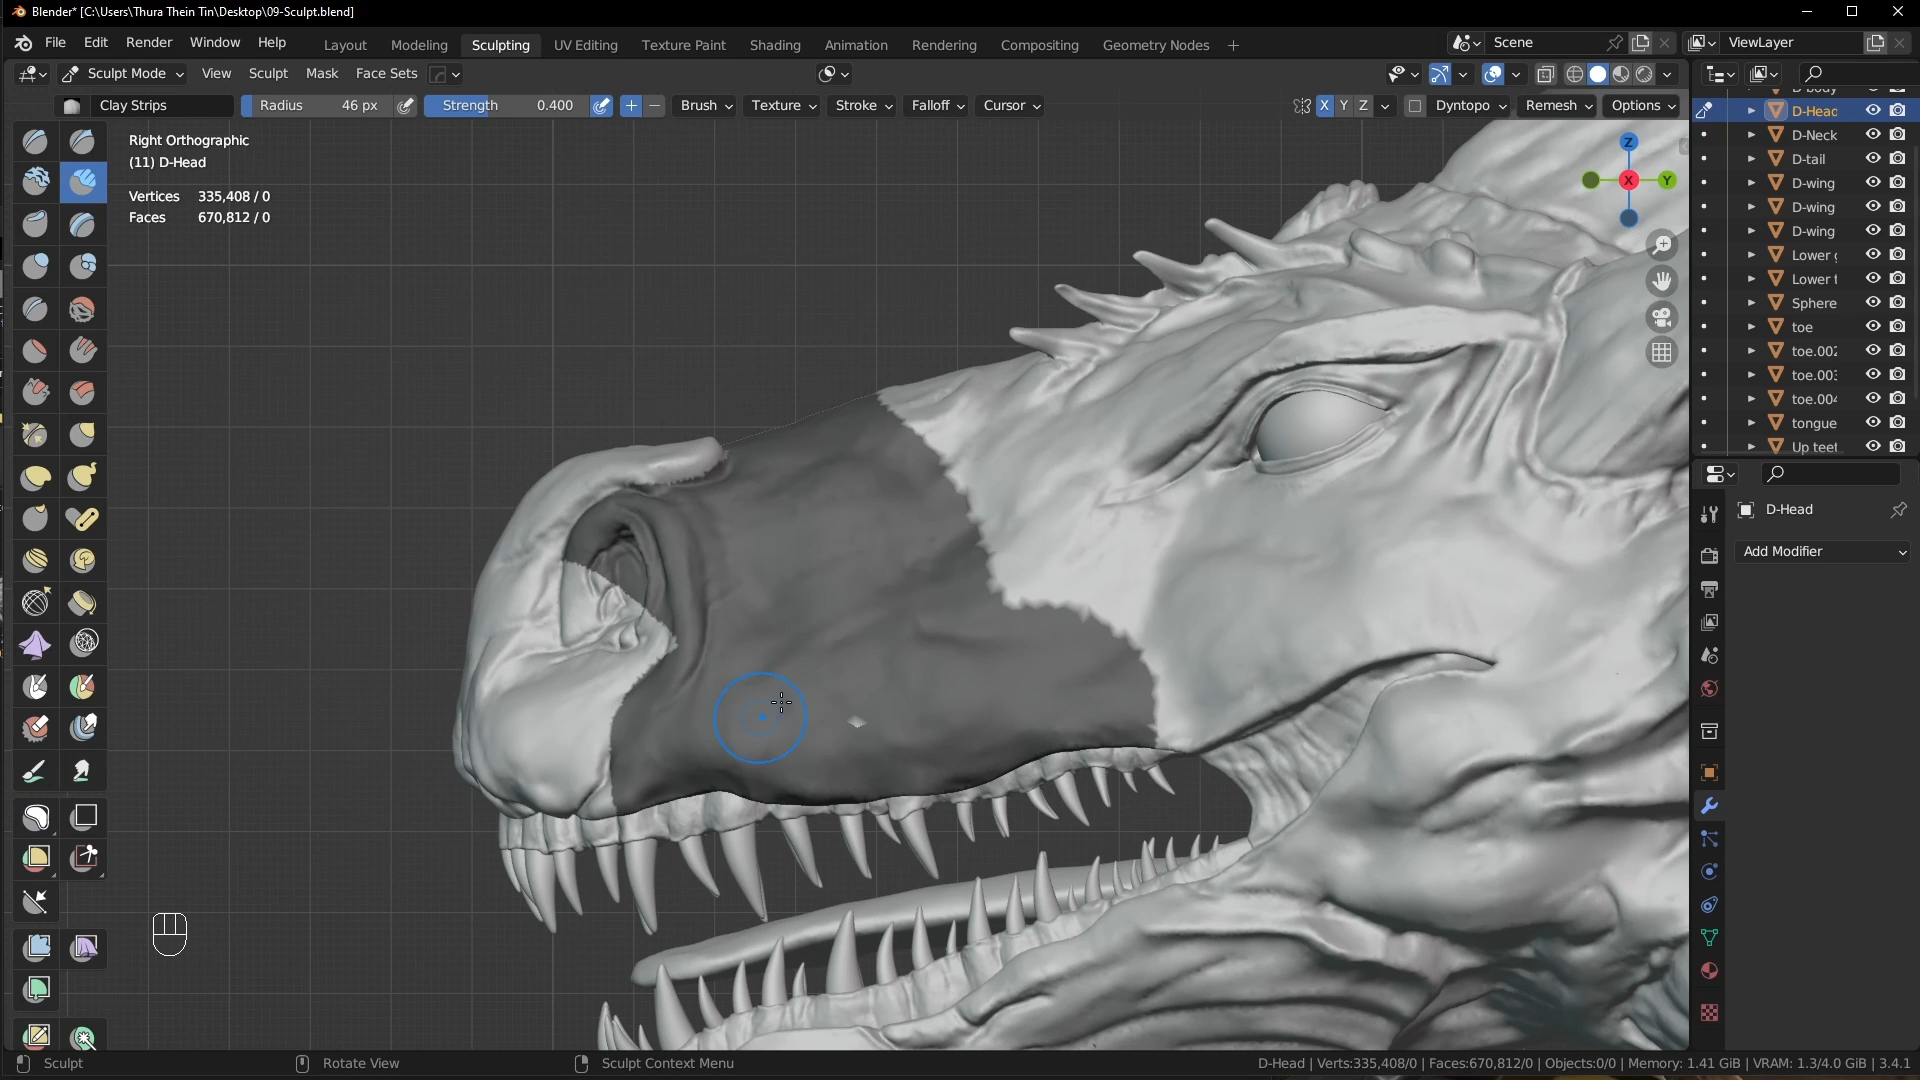 Blender* [C:\Users\Thura Thein Tin\Desktop\09-Sculpt.blend]
File Edit Render Window Help Layout Modeling Sculpting UV Editing Texture Paint Shading Animation Rendering Compositing Geometry Nodes + Scene ViewLayer
Sculpt Mode View Sculpt Mask Face Sets
Clay Strips Radius 46 px Strength 0.400 + − Brush Texture Stroke Falloff Cursor X Y Z Dyntopo Remesh Options
Right Orthographic
(11) D-Head
Vertices 335,408 / 0
Faces 670,812 / 0
Z
X
Y
D-Head
D-Neck
D-tail
D-wing
D-wing
D-wing
Lower g
Lower t
Sphere
toe
toe.002
toe.003
toe.004
tongue
Up teet
D-Head
Add Modifier
Sculpt Rotate View Sculpt Context Menu D-Head | Verts:335,408/0 | Faces:670,812/0 | Objects:0/0 | Memory: 1.41 GiB | VRAM: 1.3/4.0 GiB | 3.4.1